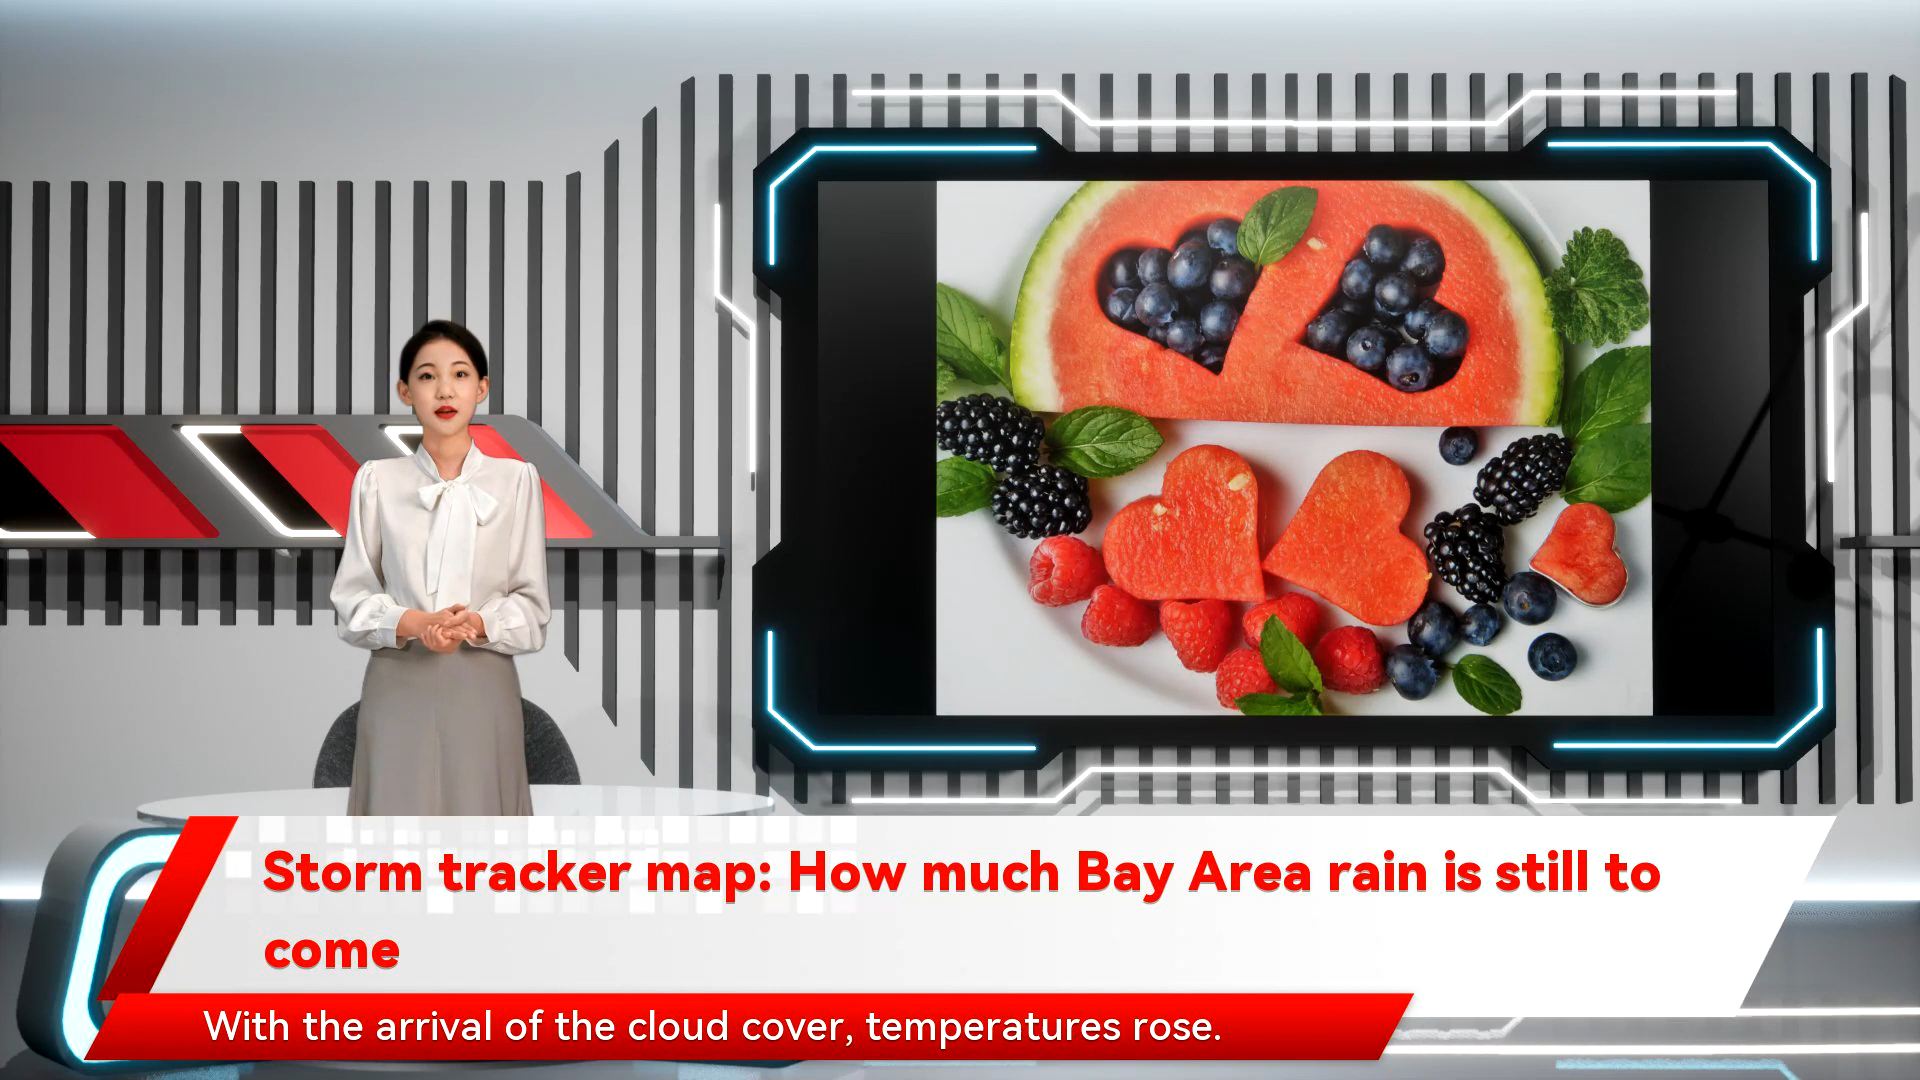 Storm tracker map: How much Bay Area rain is still to
come
With the arrival of the cloud cover, temperatures rose.